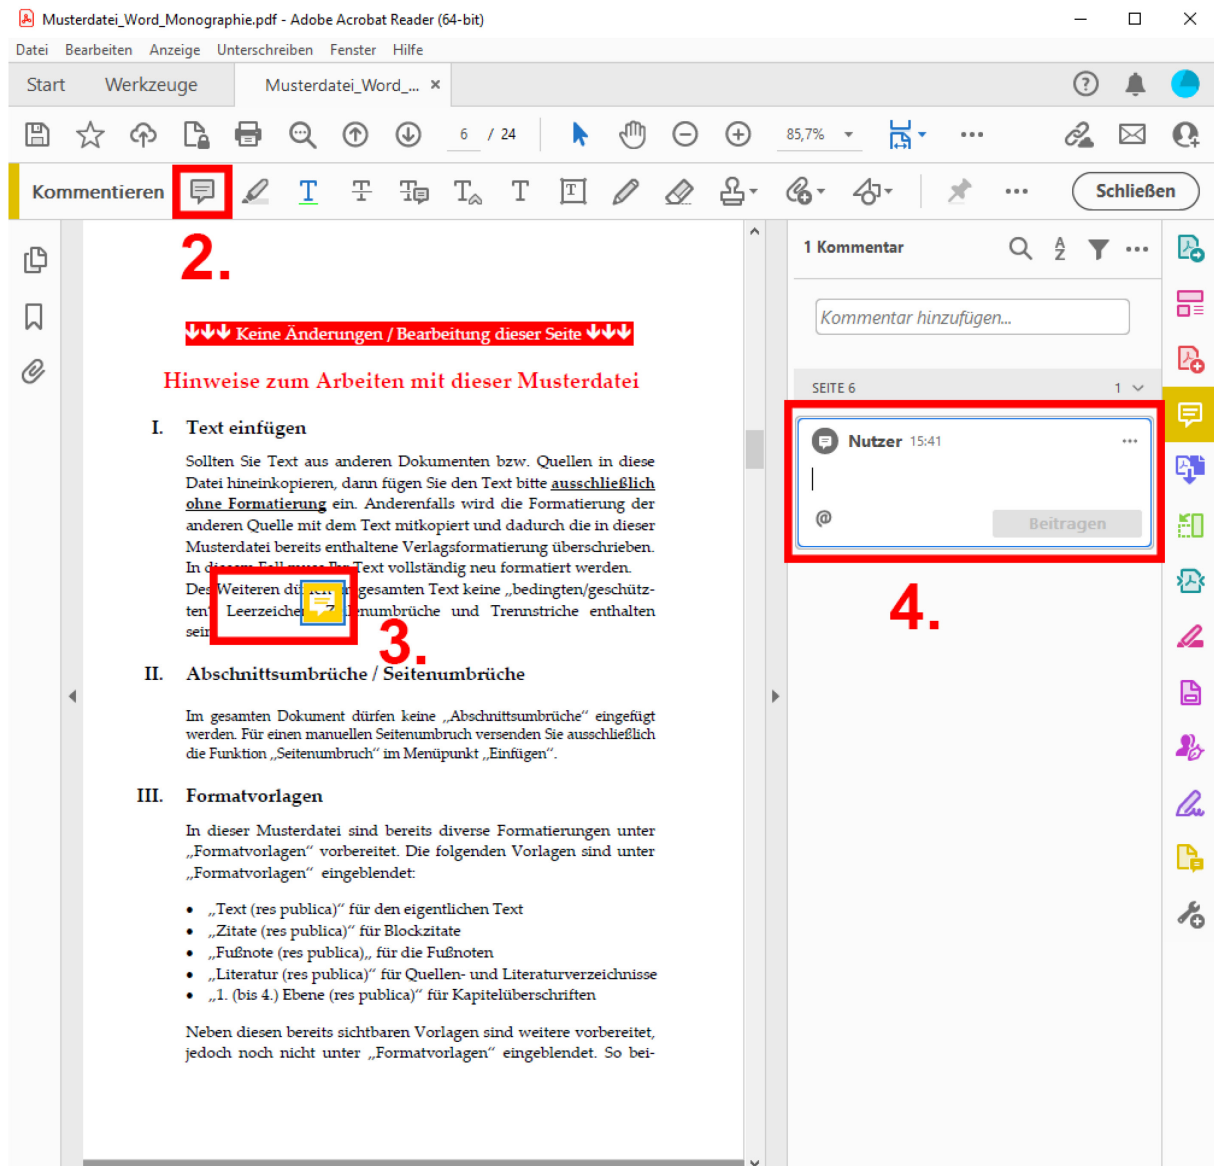 Musterdatei_Word_Monographie.pdf - Adobe Acrobat Reader (64-bit)
Datei Bearbeiten Anzeige Unterschreiben Fenster Hilfe
Start Werkzeuge Musterdatei_Word_... ×
6 / 24 85,7%
Kommentieren Schließen
2.
Keine Änderungen / Bearbeitung dieser Seite
Hinweise zum Arbeiten mit dieser Musterdatei
I. Text einfügen
Sollten Sie Text aus anderen Dokumenten bzw. Quellen in diese
Datei hineinkopieren, dann fügen Sie den Text bitte ausschließlich
ohne Formatierung ein. Anderenfalls wird die Formatierung der
anderen Quelle mit dem Text mitkopiert und dadurch die in dieser
Musterdatei bereits enthaltene Verlagsformatierung überschrieben.
In Text vollständig neu formatiert werden.
Des Weiteren gesamten Text keine „bedingten/geschütz-
ten“ Leerzeichen, Zeilenumbrüche und Trennstriche enthalten
3.
II. Abschnittsumbrüche / Seitenumbrüche
Im gesamten Dokument dürfen keine „Abschnittsumbrüche“ eingefügt
werden. Für einen manuellen Seitenumbruch versenden Sie ausschließlich
die Funktion „Seitenumbruch“ im Menüpunkt „Einfügen“.
III. Formatvorlagen
In dieser Musterdatei sind bereits diverse Formatierungen unter
„Formatvorlagen“ vorbereitet. Die folgenden Vorlagen sind unter
„Formatvorlagen“ eingeblendet:
• „Text (res publica)“ für den eigentlichen Text
• „Zitate (res publica)“ für Blockzitate
• „Fußnote (res publica)„ für die Fußnoten
• „Literatur (res publica)“ für Quellen- und Literaturverzeichnisse
• „1. (bis 4.) Ebene (res publica)“ für Kapitelüberschriften
Neben diesen bereits sichtbaren Vorlagen sind weitere vorbereitet,
jedoch noch nicht unter „Formatvorlagen“ eingeblendet. So bei-
1 Kommentar
Kommentar hinzufügen...
SEITE 6 1
Nutzer 15:41
@ Beitragen
4.